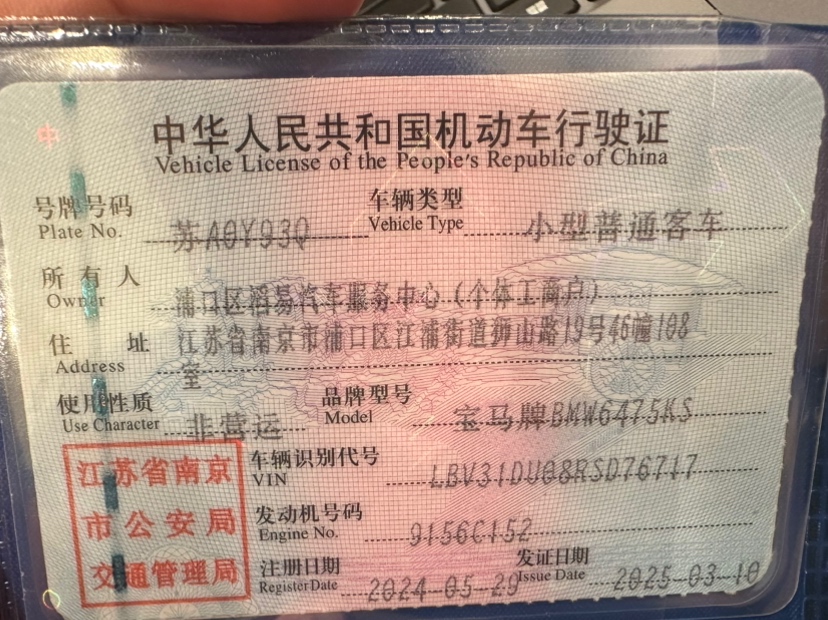 中华人民共和国机动车行驶证
Vehicle License of the People's Republic of China
号牌号码 苏A0Y93Q 车辆类型 小型普通客车
Plate No. Vehicle Type
所有人 浦口区韬易汽车服务中心（个体工商户）
Owner
住址 江苏省南京市浦口区江浦街道狮山路19号46幢108
Address 室
使用性质 非营运 品牌型号 宝马牌BMW6475KS
Use Character Model
江苏省南京 车辆识别代号 LBV31DU08RSD76717
VIN
市公安局 发动机号码 9156C152
Engine No.
交通管理局 注册日期 2024-05-29 发证日期 2025-03-10
Register Date Issue Date